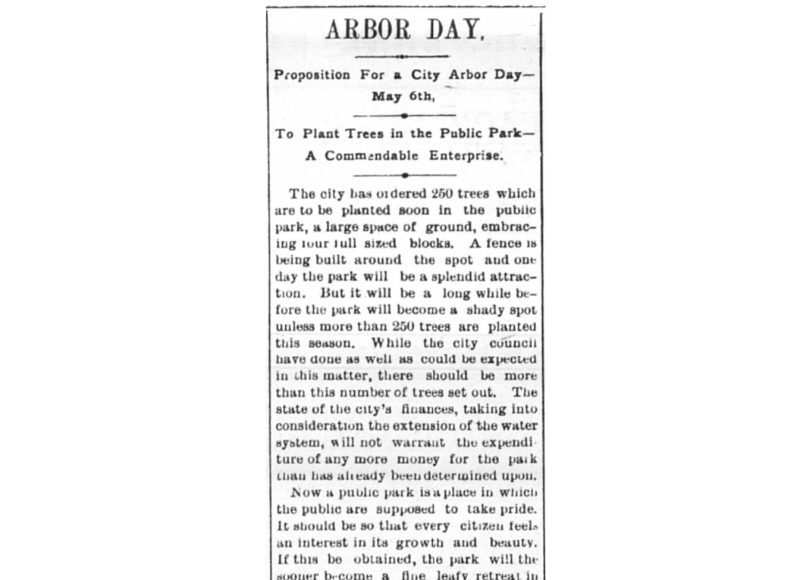 ARBOR DAY.
Proposition For a City Arbor Day—
May 6th,
To Plant Trees in the Public Park—
A Commendable Enterprise.
The city has ordered 250 trees which
are to be planted soon in the public
park, a large space of ground, embrac-
ing four full sized blocks. A fence is
being built around the spot and one
day the park will be a splendid attrac-
tion. But it will be a long while be-
fore the park will become a shady spot
unless more than 250 trees are planted
this season. While the city council
have done as well as could be expected
in this matter, there should be more
than this number of trees set out. The
state of the city's finances, taking into
consideration the extension of the water
system, will not warrant the expendi-
ture of any more money for the park
than has already been determined upon.
Now a public park is a place in which
the public are supposed to take pride.
It should be so that every citizen feels
an interest in its growth and beauty.
If this be obtained, the park will the
sooner become a fine leafy retreat in